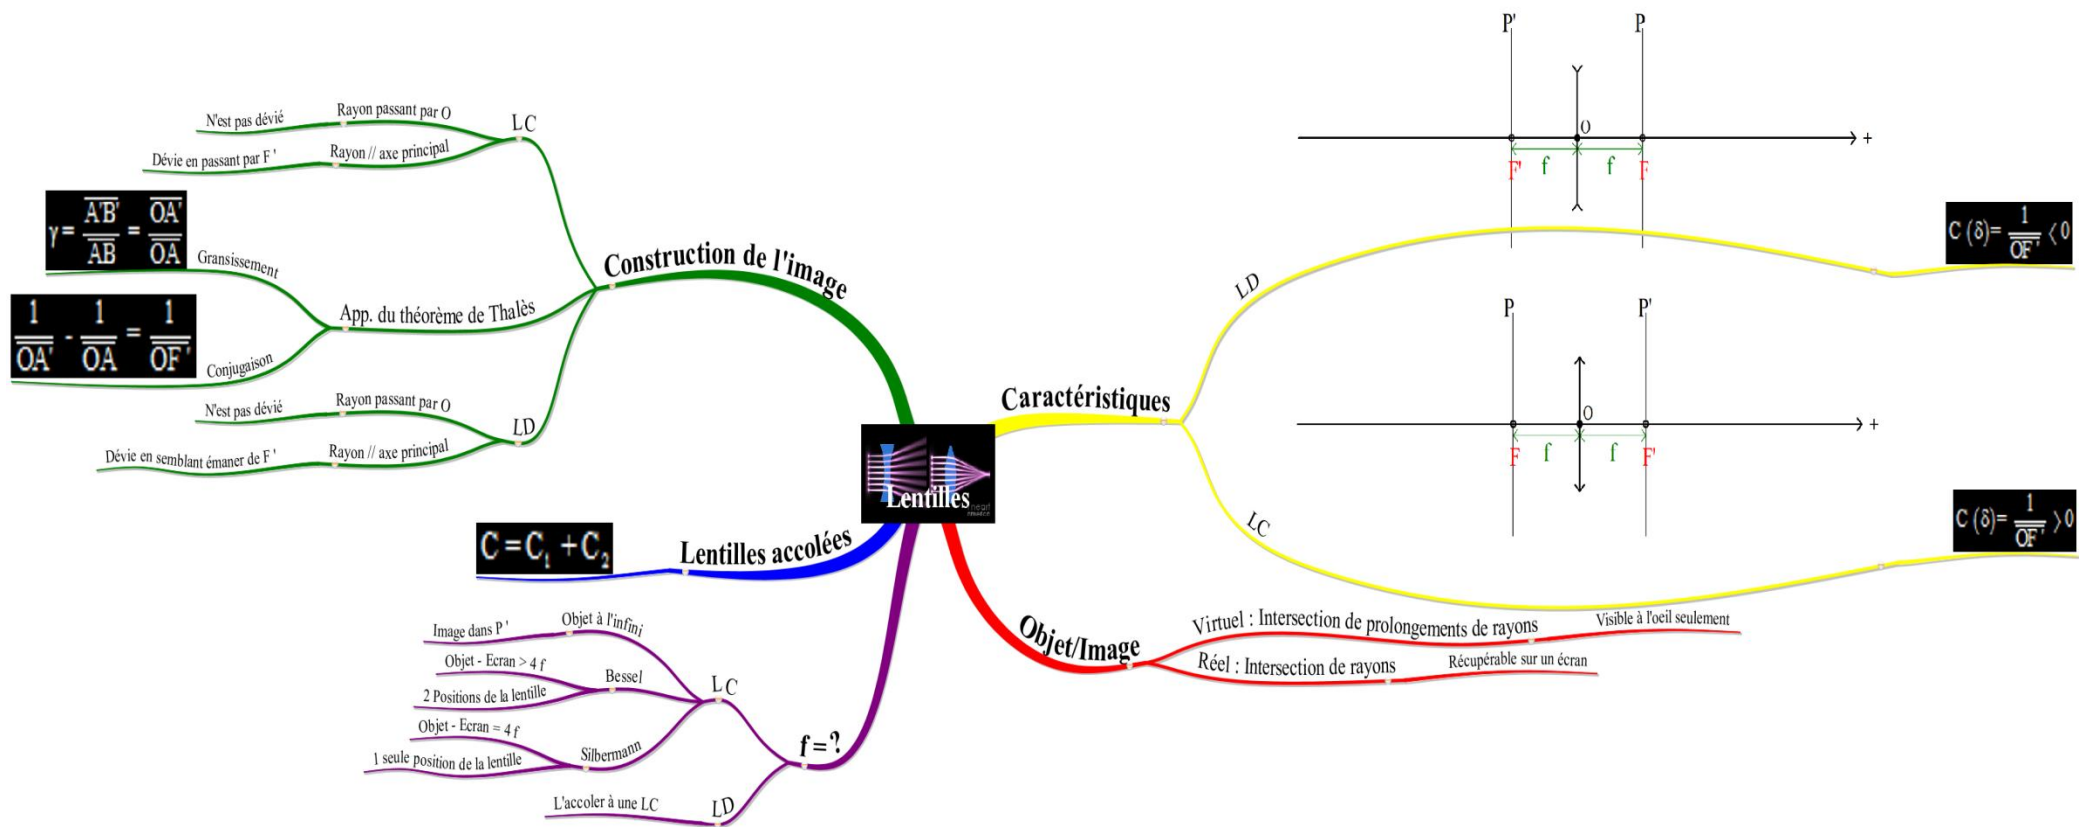 Lentilles
Construction de l'image
LC
Rayon passant par O
N'est pas dévié
Rayon // axe principal
Dévie en passant par F '
App. du théorème de Thalès
Gransissement
γ = A'B' / AB = OA' / OA
Conjugaison
1 / OA' - 1 / OA = 1 / OF '
LD
Rayon passant par O
N'est pas dévié
Rayon // axe principal
Dévie en semblant émaner de F '
Lentilles accolées
C = C₁ + C₂
f = ?
LC
Objet à l'infini
Image dans P '
Bessel
Objet - Ecran > 4 f
2 Positions de la lentille
Silbermann
Objet - Ecran = 4 f
1 seule position de la lentille
LD
L'accoler à une LC
Caractéristiques
LD
P' P
O
+
F' f f F
C (δ)= 1 / OF ' < 0
LC
P P'
O
+
F f f F'
C (δ)= 1 / OF ' > 0
Objet/Image
Virtuel : Intersection de prolongements de rayons
Visible à l'oeil seulement
Réel : Intersection de rayons
Récupérable sur un écran